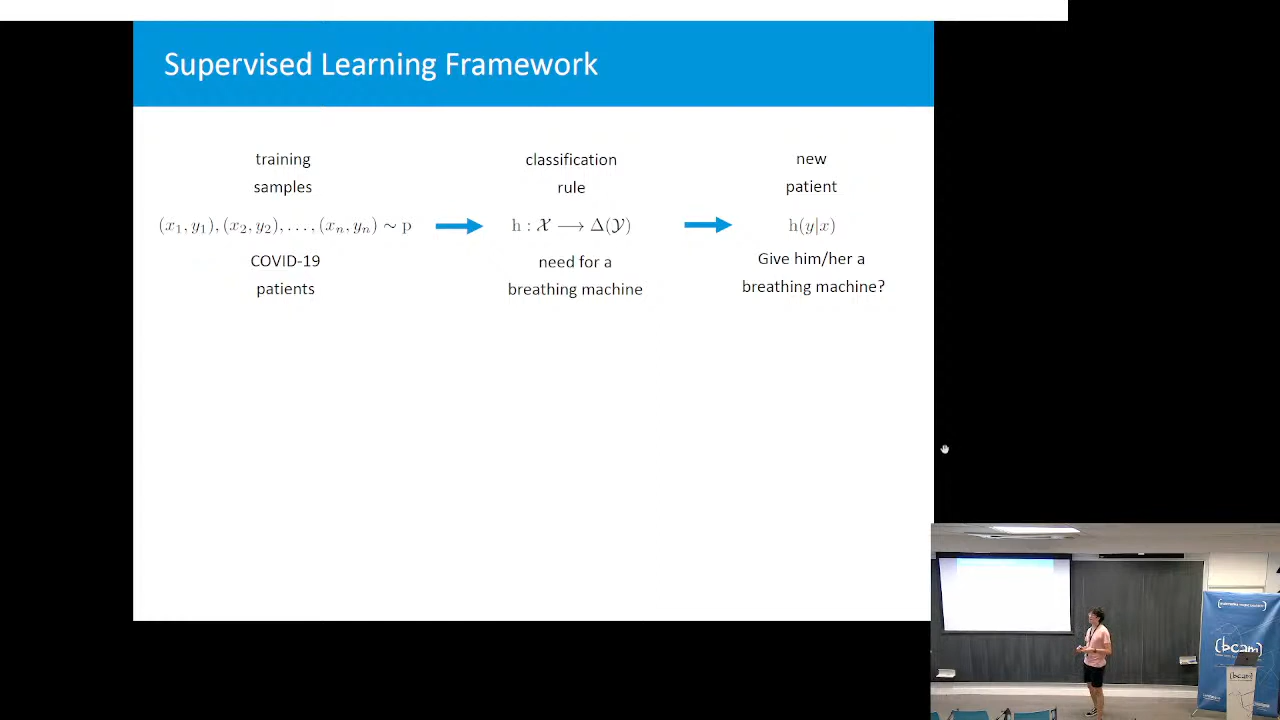 Supervised Learning Framework
training
samples
(x₁, y₁), (x₂, y₂), . . . , (xₙ, yₙ) ∼ p
COVID-19
patients
classification
rule
h : 𝒳 ⟶ Δ(𝒴)
need for a
breathing machine
new
patient
h(y|x)
Give him/her a
breathing machine?
(bcam)
(bcam)